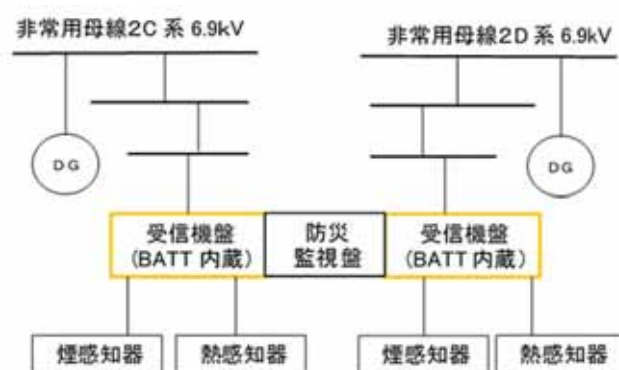 非常用母線2C 系 6.9kV
非常用母線2D 系 6.9kV
DG
DG
受信機盤
(BATT 内蔵)
防災
監視盤
受信機盤
(BATT 内蔵)
煙感知器
熱感知器
煙感知器
熱感知器